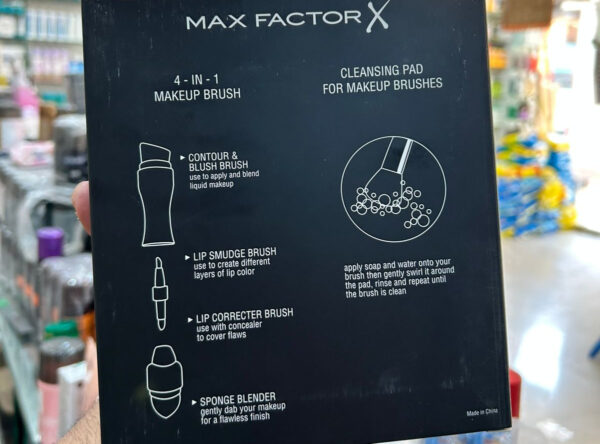 MAX FACTOR X
4 - IN - 1
MAKEUP BRUSH
CONTOUR &
BLUSH BRUSH
use to apply and blend
liquid makeup
LIP SMUDGE BRUSH
use to create different
layers of lip color
LIP CORRECTER BRUSH
use with concealer
to cover flaws
SPONGE BLENDER
gently dab your makeup
for a flawless finish
CLEANSING PAD
FOR MAKEUP BRUSHES
apply soap and water onto your
brush then gently swirl it around
the pad, rinse and repeat until
the brush is clean
Made in China